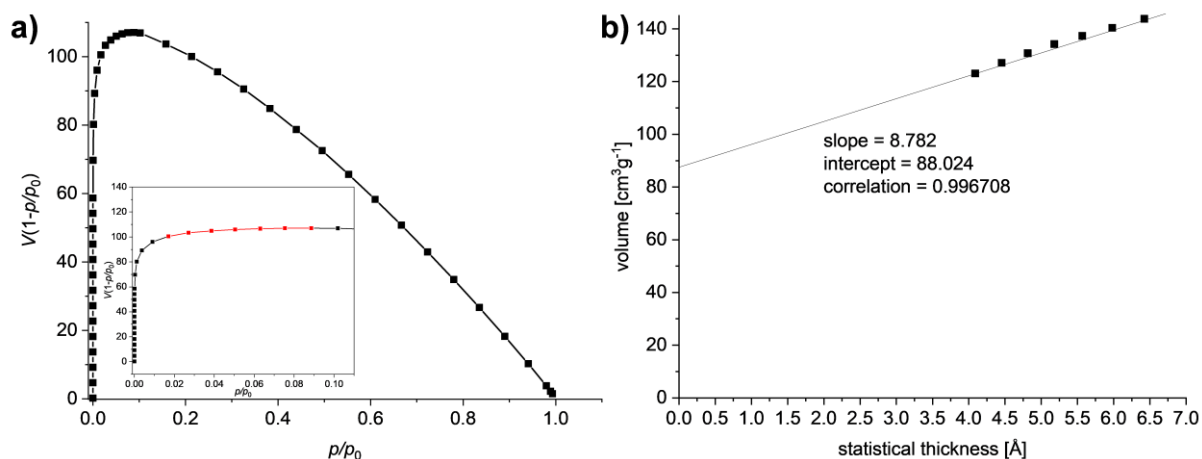 a)
V(1-p/p₀)
100
80
60
40
20
0
0.0 0.2 0.4 0.6 0.8 1.0
p/p₀
V(1-p/p₀)
140
120
100
80
60
40
20
0
0.00 0.02 0.04 0.06 0.08 0.10
p/p₀
b)
volume [cm³g⁻¹]
140
120
100
80
60
40
20
0
slope = 8.782
intercept = 88.024
correlation = 0.996708
0.0 0.5 1.0 1.5 2.0 2.5 3.0 3.5 4.0 4.5 5.0 5.5 6.0 6.5 7.0
statistical thickness [Å]